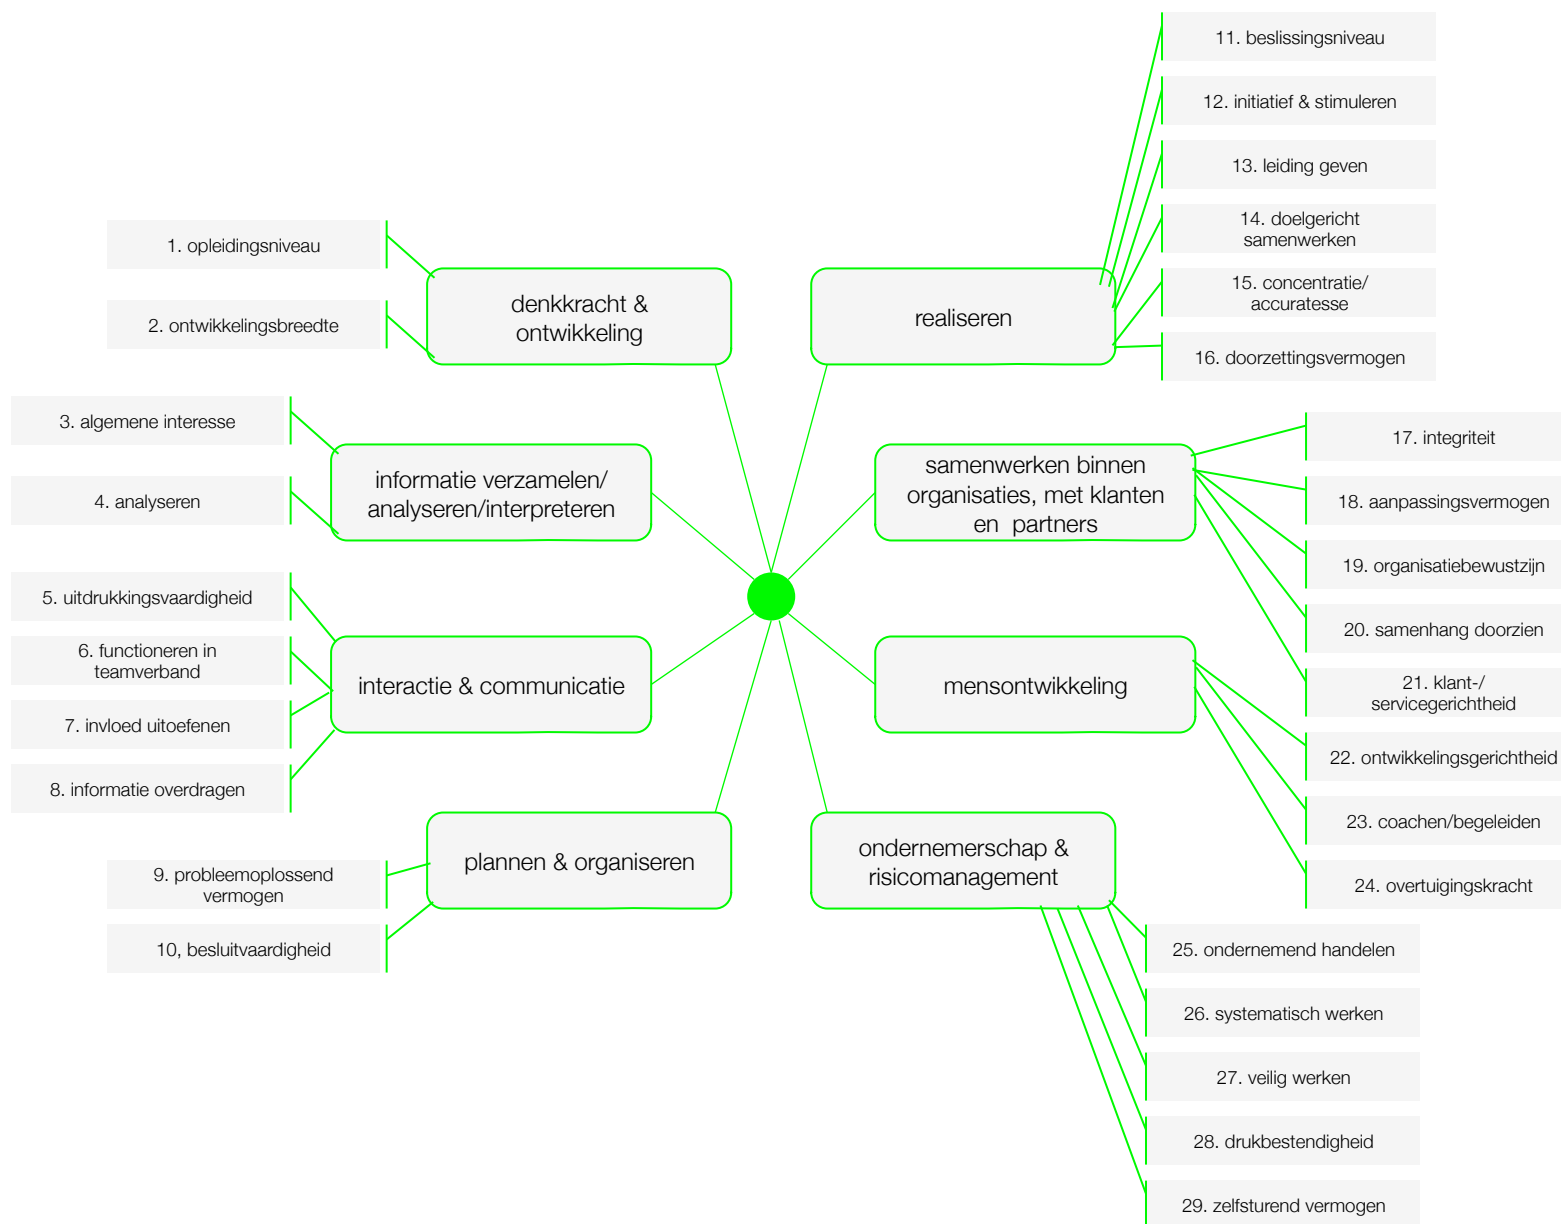 1. opleidingsniveau
2. ontwikkelingsbreedte
denkkracht &
ontwikkeling
3. algemene interesse
4. analyseren
informatie verzamelen/
analyseren/interpreteren
5. uitdrukkingsvaardigheid
6. functioneren in
teamverband
7. invloed uitoefenen
8. informatie overdragen
interactie & communicatie
9. probleemoplossend
vermogen
10, besluitvaardigheid
plannen & organiseren
realiseren
11. beslissingsniveau
12. initiatief & stimuleren
13. leiding geven
14. doelgericht
samenwerken
15. concentratie/
accuratesse
16. doorzettingsvermogen
samenwerken binnen
organisaties, met klanten
en  partners
17. integriteit
18. aanpassingsvermogen
19. organisatiebewustzijn
20. samenhang doorzien
21. klant-/
servicegerichtheid
mensontwikkeling
22. ontwikkelingsgerichtheid
23. coachen/begeleiden
24. overtuigingskracht
ondernemerschap &
risicomanagement
25. ondernemend handelen
26. systematisch werken
27. veilig werken
28. drukbestendigheid
29. zelfsturend vermogen